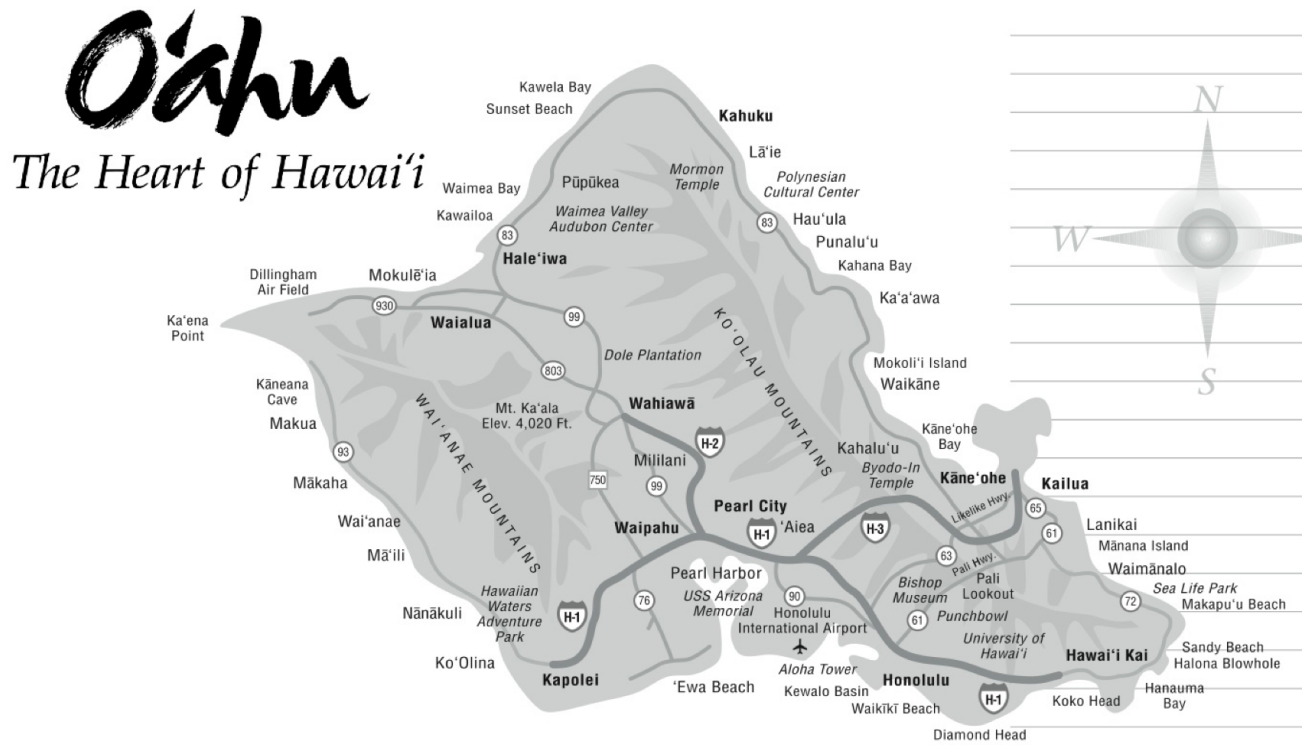 O'ahu
The Heart of Hawai‘i
N
W
S
Kawela Bay
Sunset Beach
Kahuku
Lā‘ie
Waimea Bay
Pūpūkea
Mormon
Temple
Polynesian
Cultural Center
Kawailoa
Waimea Valley
Audubon Center
83
83
Hau‘ula
Punalu‘u
Hale‘iwa
Kahana Bay
Dillingham
Air Field
Mokulē‘ia
Ka‘a‘awa
930
99
Ka‘ena
Point
Waialua
KO‘OLAU MOUNTAINS
Dole Plantation
803
Mokoli‘i Island
Waikāne
Kāneana
Cave
Makua
WAI‘ANAE MOUNTAINS
Mt. Ka‘ala
Elev. 4,020 Ft.
Wahiawā
H-2
Kāne‘ohe
Bay
93
Kahalu‘u
Byodo-In
Temple
Mililani
Mākaha
750
99
Kāne‘ohe
Kailua
Pearl City
Likelike Hwy.
65
Wai‘anae
Waipahu
H-1
‘Aiea
H-3
61
Lanikai
Mānana Island
Mā‘ili
63
Pali Hwy.
Waimānalo
Pearl Harbor
Bishop
Museum
Pali
Lookout
Sea Life Park
Makapu‘u Beach
Hawaiian
Waters
Adventure
Park
USS Arizona
Memorial
90
72
Nānākuli
H-1
76
Honolulu
International Airport
61
Punchbowl
University of
Hawai‘i
Hawai‘i Kai
Sandy Beach
Halona Blowhole
Ko‘Olina
Kapolei
‘Ewa Beach
Aloha Tower
Kewalo Basin
Honolulu
Waikīkī Beach
H-1
Koko Head
Hanauma
Bay
Diamond Head